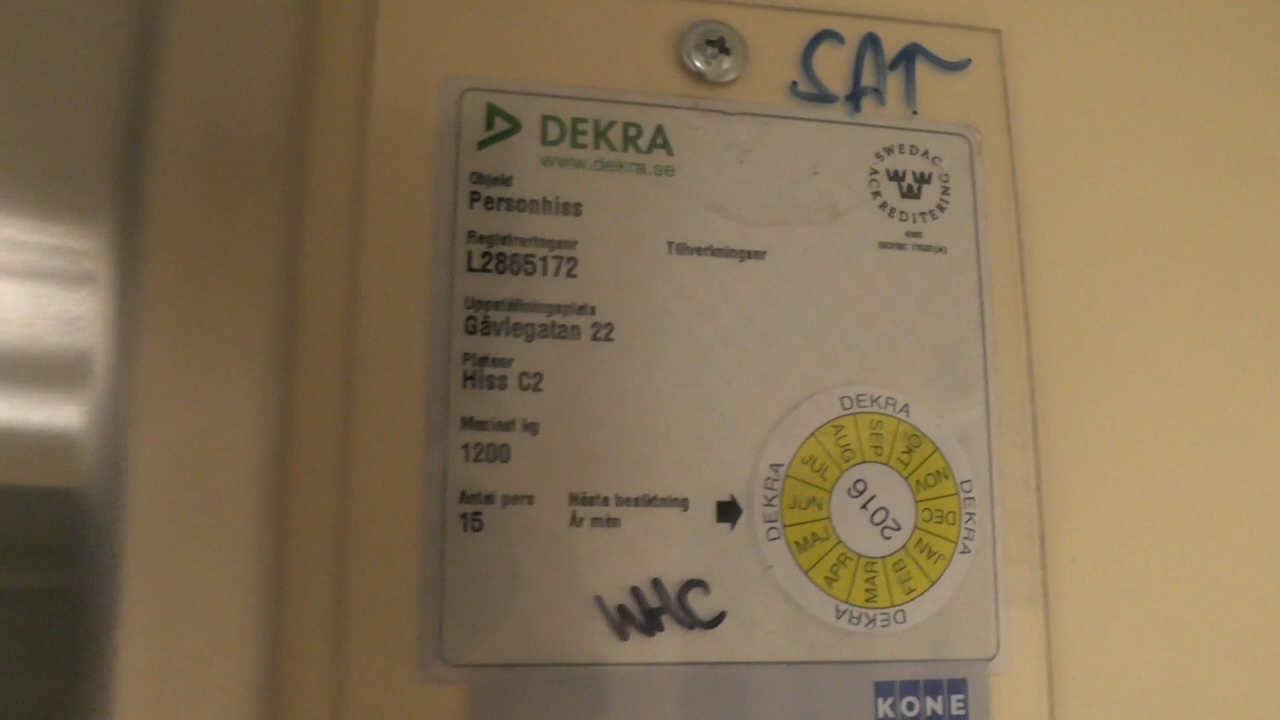 SAT
DEKRA
www.dekra.se
SWEDAC ACKREDITERING
Objekt
Personhiss
Registreringsnr
Tillverkningsnr
L2865172
Uppställningsplats
Gävlegatan 22
Platsnr
Hiss C2
Maxlast kg
1200
Antal pers
Nästa besiktning
15
År mån
DEKRA DEKRA DEKRA DEKRA
JAN FEB MAR APR MAJ JUN JUL AUG SEP OKT NOV DEC
2016
WHC
KONE